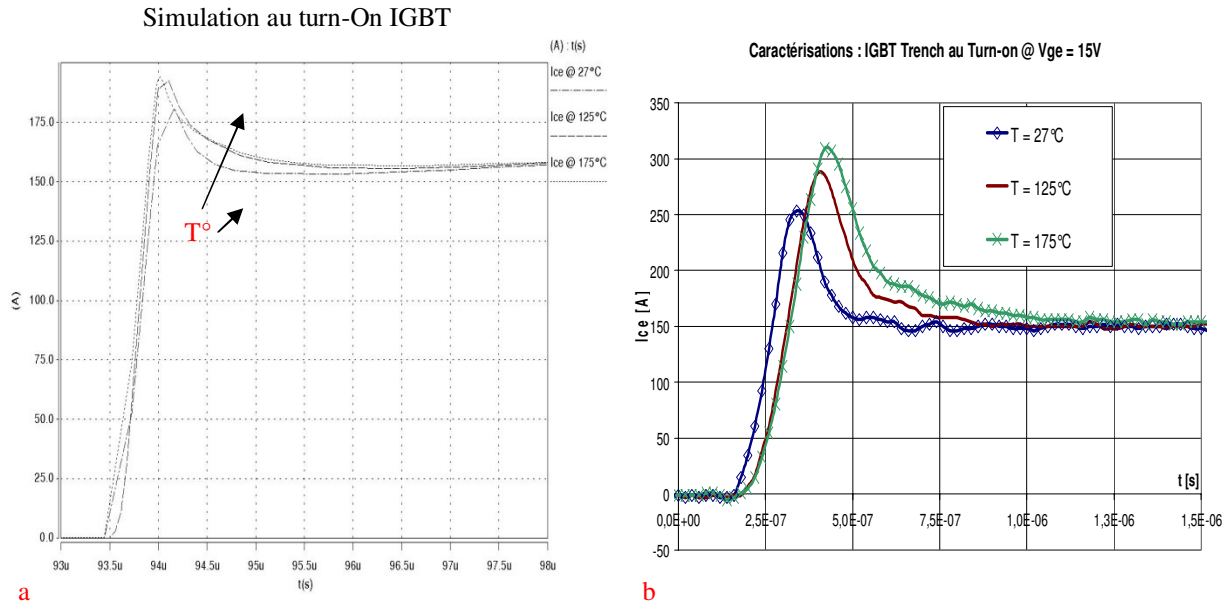 Simulation au turn-On IGBT
(A) : t(s)
Ice @ 27°C
Ice @ 125°C
Ice @ 175°C
175.0
150.0
125.0
100.0
75.0
50.0
25.0
0.0
(A)
T°
93u 93.5u 94u 94.5u 95u 95.5u 96u 96.5u 97u 97.5u 98u
t(s)
a
Caractérisations : IGBT Trench au Turn-on @ Vge = 15V
350
300
250
200
150
100
50
0
-50
Ice [A]
T = 27°C
T = 125°C
T = 175°C
t [s]
0,0E+00 2,5E-07 5,0E-07 7,5E-07 1,0E-06 1,3E-06 1,5E-06
b